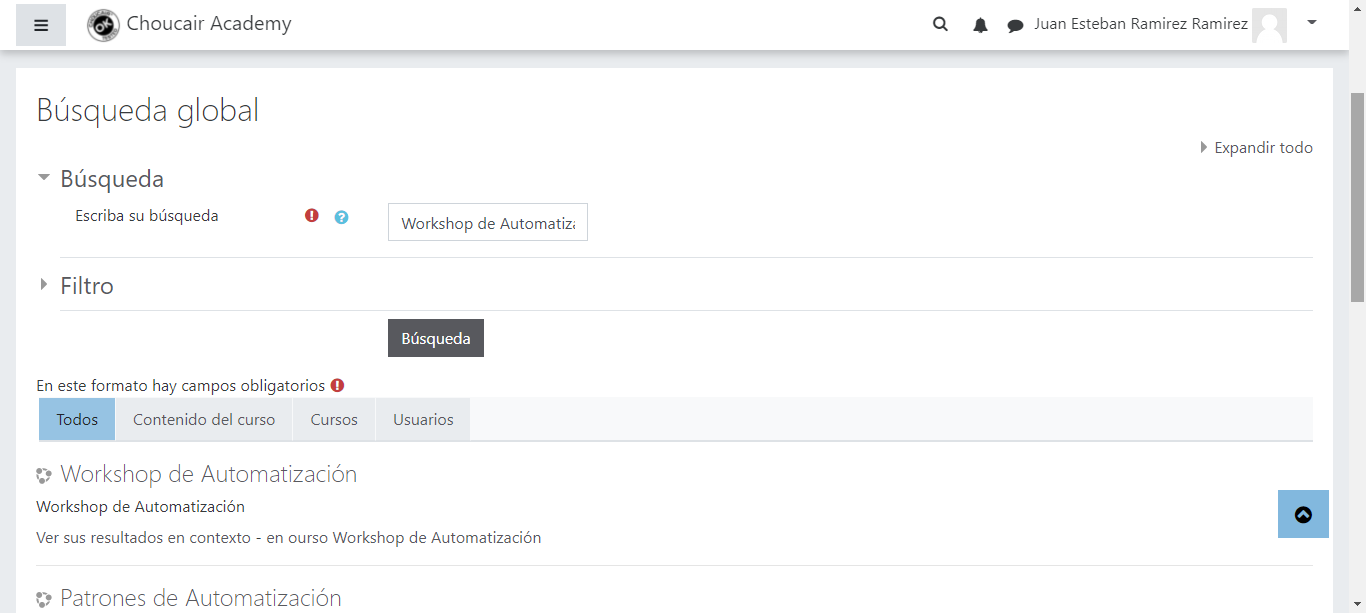 Choucair Academy
Juan Esteban Ramirez Ramirez
Búsqueda global
Expandir todo
Búsqueda
Escriba su búsqueda
Workshop de Automatiza
Filtro
Búsqueda
En este formato hay campos obligatorios
Todos
Contenido del curso
Cursos
Usuarios
Workshop de Automatización
Workshop de Automatización
Ver sus resultados en contexto - en ourso Workshop de Automatización
Patrones de Automatización